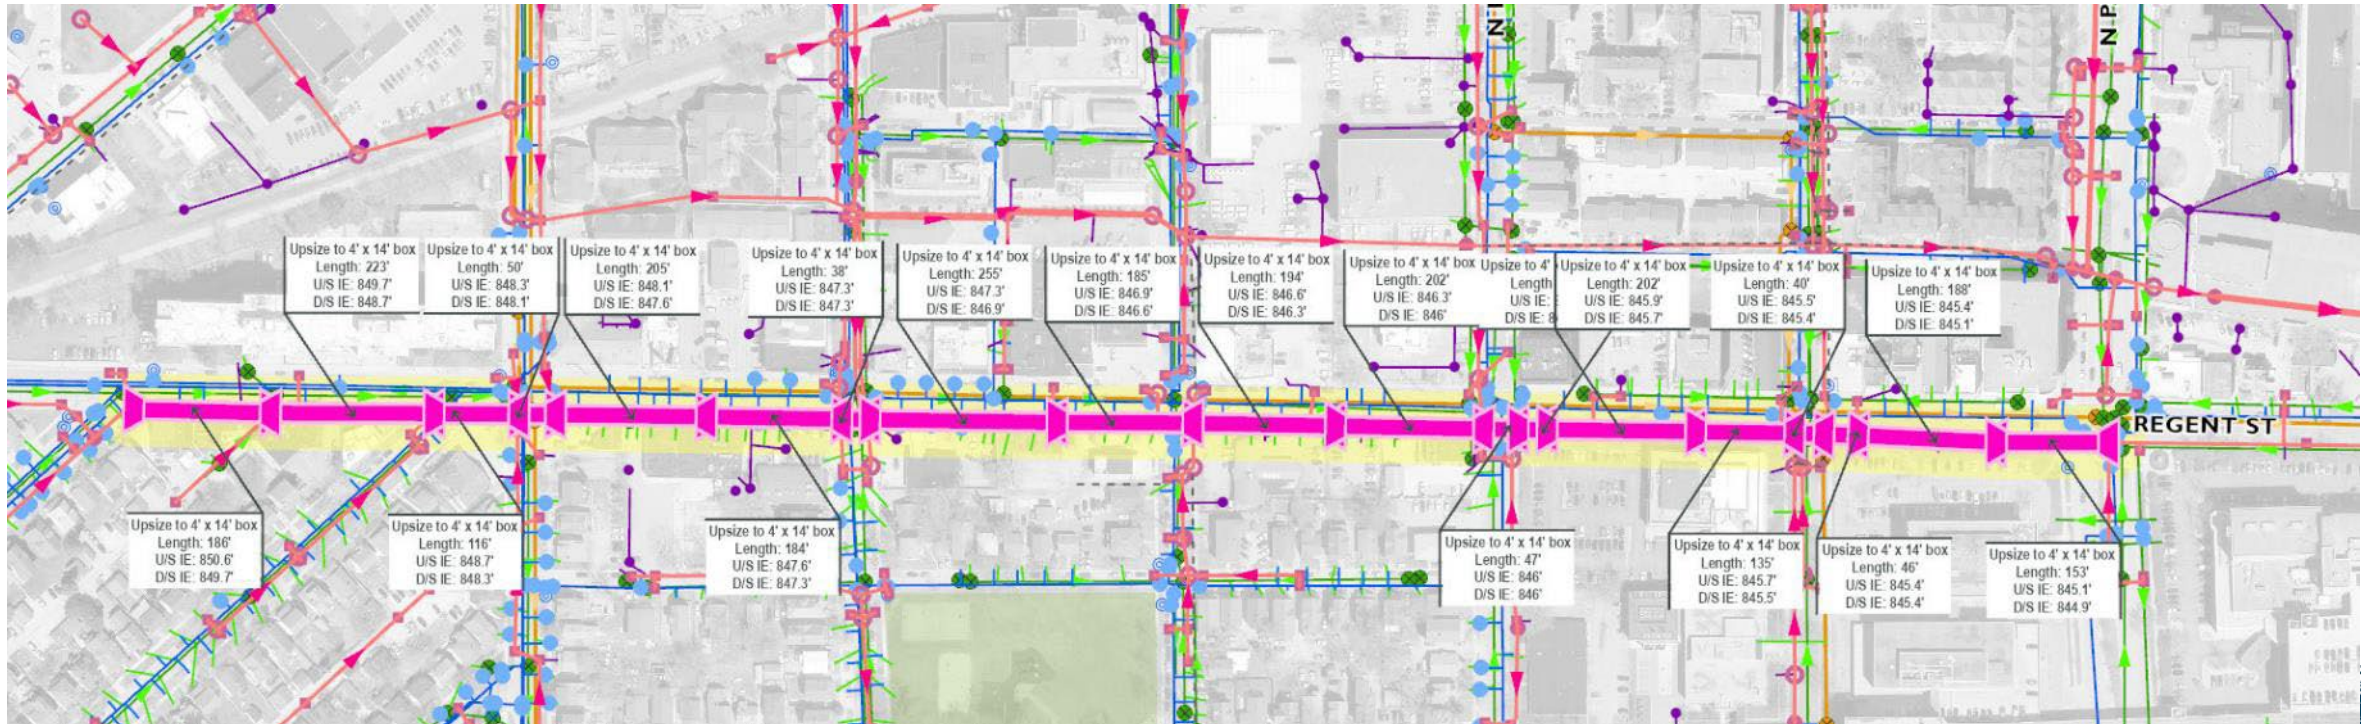 N
N P
Upsize to 4' x 14' box
Length: 223'
U/S IE: 849.7'
D/S IE: 848.7'
Upsize to 4' x 14' box
Length: 50'
U/S IE: 848.3'
D/S IE: 848.1'
Upsize to 4' x 14' box
Length: 205'
U/S IE: 848.1'
D/S IE: 847.6'
Upsize to 4' x 14' box
Length: 38'
U/S IE: 847.3'
D/S IE: 847.3'
Upsize to 4' x 14' box
Length: 255'
U/S IE: 847.3'
D/S IE: 846.9'
Upsize to 4' x 14' box
Length: 185'
U/S IE: 846.9'
D/S IE: 846.6'
Upsize to 4' x 14' box
Length: 194'
U/S IE: 846.6'
D/S IE: 846.3'
Upsize to 4' x 14' box
Length: 202'
U/S IE: 846.3'
D/S IE: 846'
Upsize to 4'
Length
U/S IE:
D/S IE:
Upsize to 4' x 14' box
Length: 202'
U/S IE: 845.9'
D/S IE: 845.7'
Upsize to 4' x 14' box
Length: 40'
U/S IE: 845.5'
D/S IE: 845.4'
Upsize to 4' x 14' box
Length: 188'
U/S IE: 845.4'
D/S IE: 845.1'
REGENT ST
Upsize to 4' x 14' box
Length: 186'
U/S IE: 850.6'
D/S IE: 849.7'
Upsize to 4' x 14' box
Length: 116'
U/S IE: 848.7'
D/S IE: 848.3'
Upsize to 4' x 14' box
Length: 184'
U/S IE: 847.6'
D/S IE: 847.3'
Upsize to 4' x 14' box
Length: 47'
U/S IE: 846'
D/S IE: 846'
Upsize to 4' x 14' box
Length: 135'
U/S IE: 845.7'
D/S IE: 845.5'
Upsize to 4' x 14' box
Length: 46'
U/S IE: 845.4'
D/S IE: 845.4'
Upsize to 4' x 14' box
Length: 153'
U/S IE: 845.1'
D/S IE: 844.9'